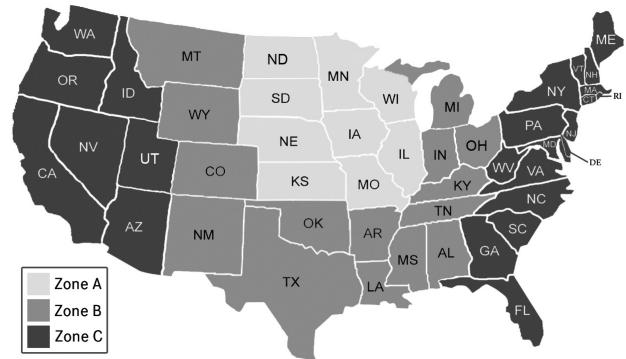 WA
OR
CA
NV
ID
UT
AZ
MT
WY
CO
NM
ND
SD
NE
KS
OK
TX
MN
IA
MO
AR
LA
WI
IL
MI
IN
OH
KY
TN
MS
AL
GA
FL
SC
NC
VA
WV
PA
NY
ME
VT
NH
MA
CT
RI
NJ
MD
DE
Zone A
Zone B
Zone C